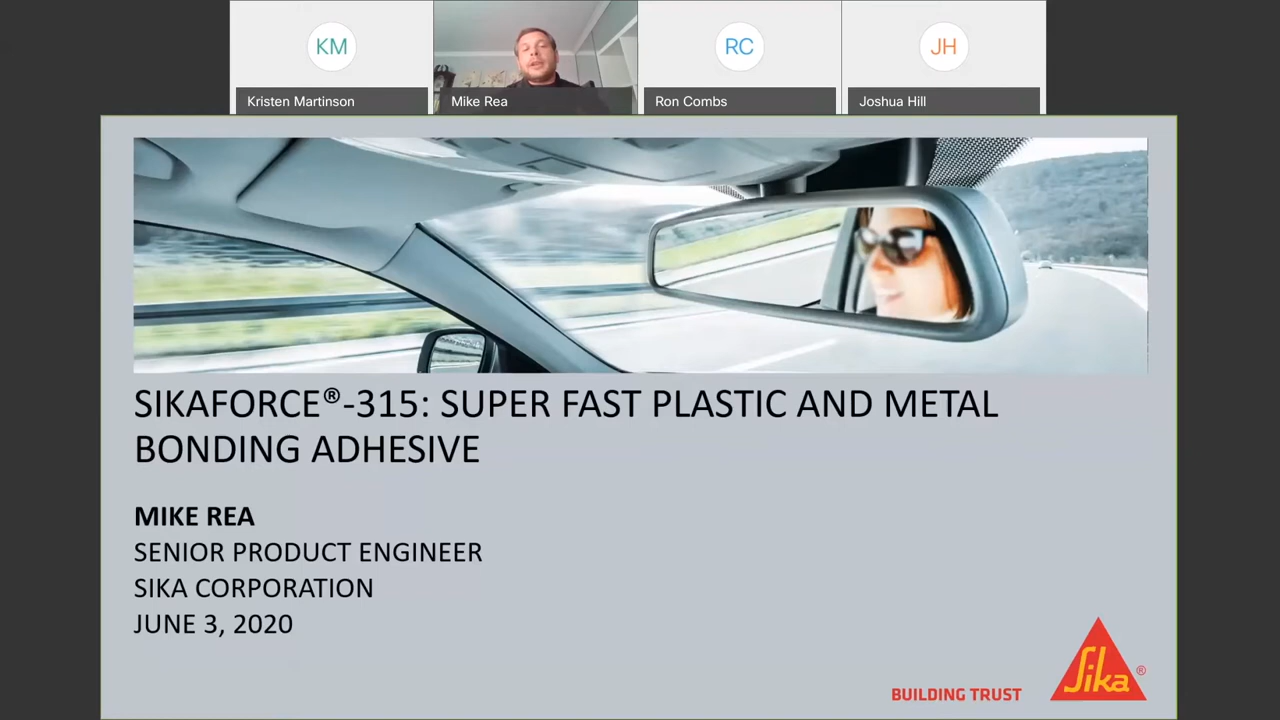 KM
RC
JH
Kristen Martinson
Mike Rea
Ron Combs
Joshua Hill
SIKAFORCE®-315: SUPER FAST PLASTIC AND METAL
BONDING ADHESIVE
MIKE REA
SENIOR PRODUCT ENGINEER
SIKA CORPORATION
JUNE 3, 2020
BUILDING TRUST
Sika®